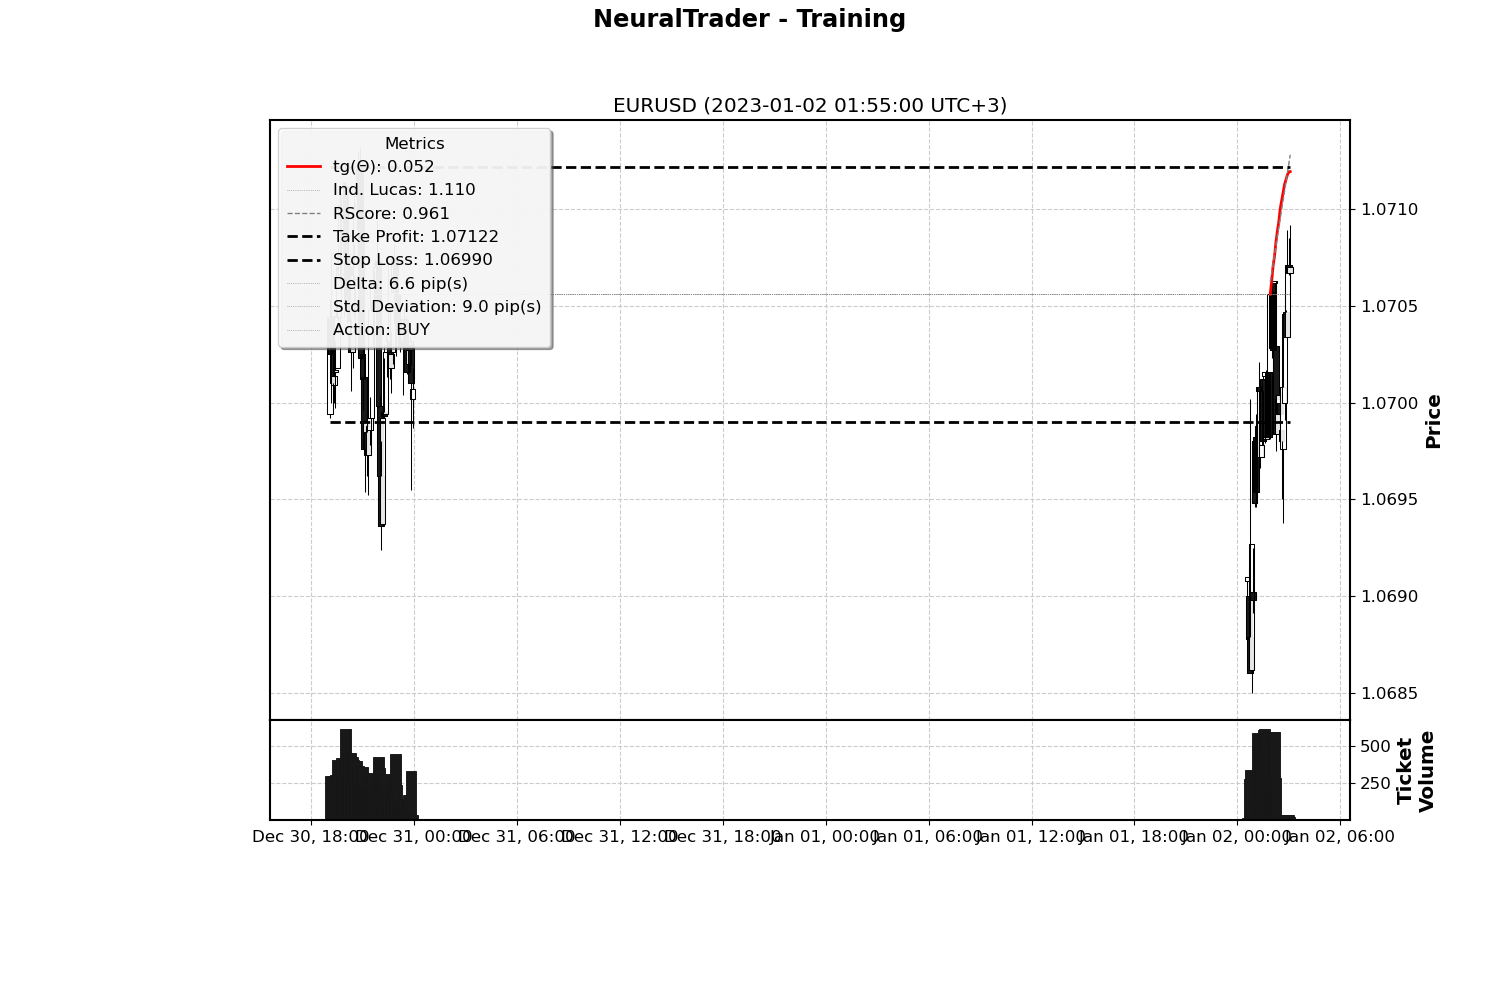 NeuralTrader - Training
EURUSD (2023-01-02 01:55:00 UTC+3)
Metrics
tg(Θ): 0.052
Ind. Lucas: 1.110
RScore: 0.961
Take Profit: 1.07122
Stop Loss: 1.06990
Delta: 6.6 pip(s)
Std. Deviation: 9.0 pip(s)
Action: BUY
1.0710
1.0705
1.0700
1.0695
1.0690
1.0685
Price
500
250
Ticket
Volume
Dec 30, 18:00 Dec 31, 00:00 Dec 31, 06:00 Dec 31, 12:00 Dec 31, 18:00 Jan 01, 00:00 Jan 01, 06:00 Jan 01, 12:00 Jan 01, 18:00 Jan 02, 00:00 Jan 02, 06:00